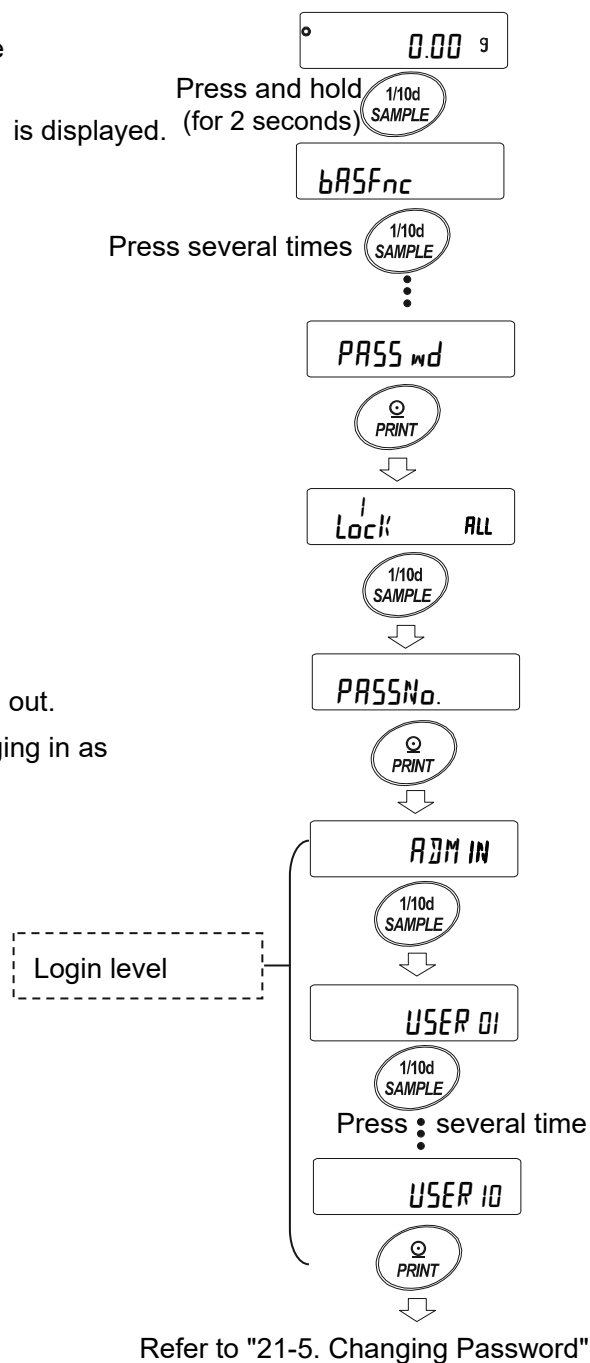 e
0.00 g
Press and hold
(for 2 seconds)
1/10d
SAMPLE
is displayed.
bASFnc
Press several times
1/10d
SAMPLE
PASS wd
PRINT
1
Lock ALL
1/10d
SAMPLE
PASSNo.
out.
ging in as
PRINT
ADMIN
1/10d
SAMPLE
Login level
USER 01
1/10d
SAMPLE
Press several time
USER 10
PRINT
Refer to "21-5. Changing Password"